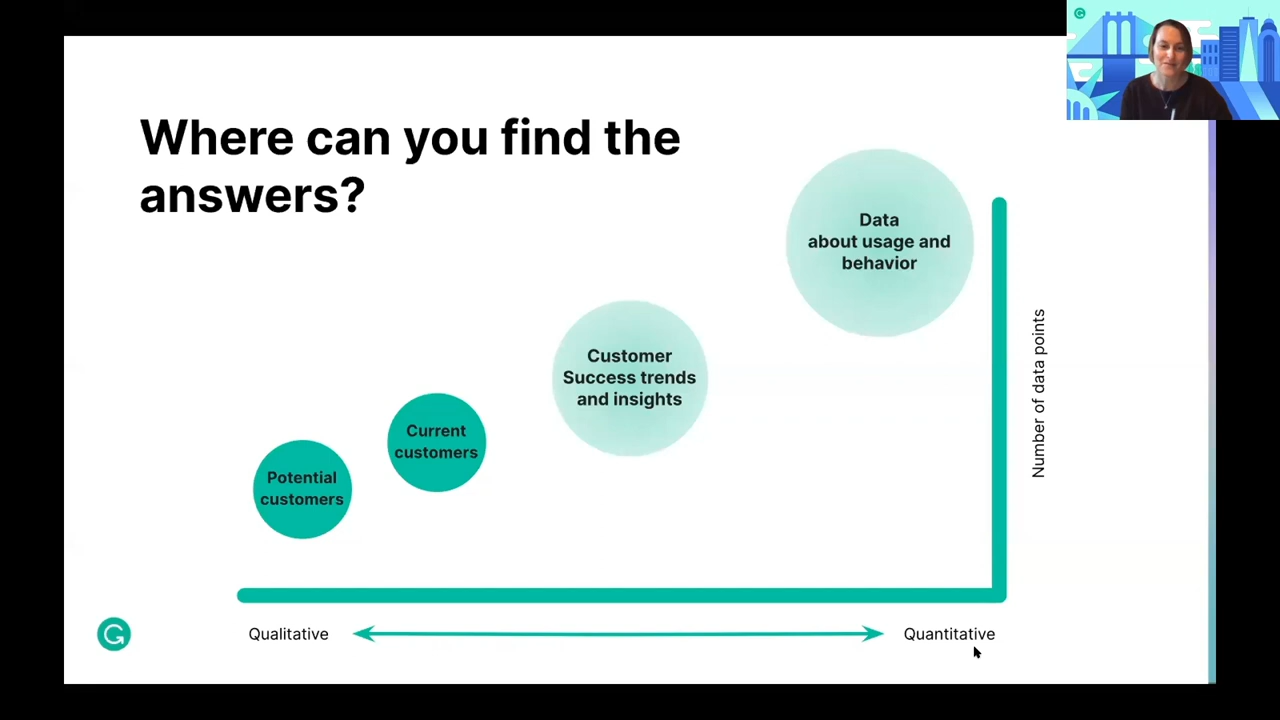 Where can you find the
answers?
Data
about usage and
behavior
Customer
Success trends
and insights
Current
customers
Potential
customers
Number of data points
Qualitative
Quantitative